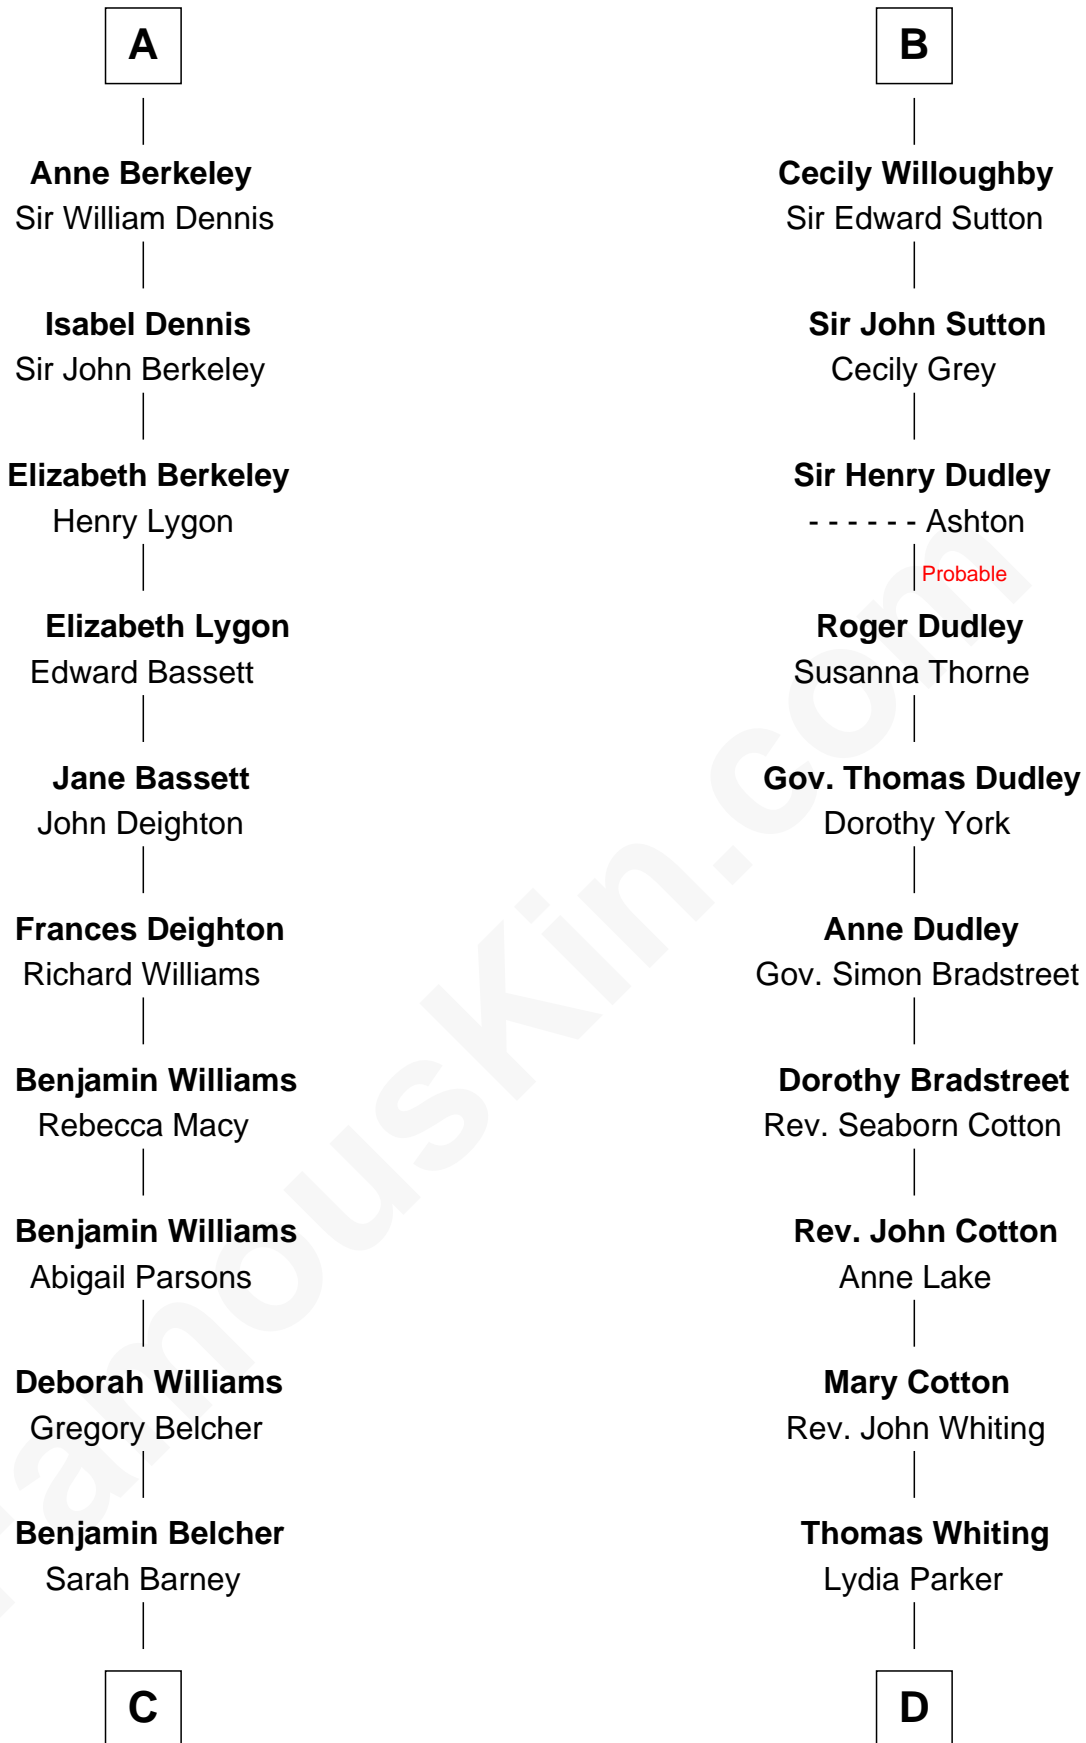 A
Anne Berkeley
Sir William Dennis
Isabel Dennis
Sir John Berkeley
Elizabeth Berkeley
Henry Lygon
Elizabeth Lygon
Edward Bassett
Jane Bassett
John Deighton
Frances Deighton
Richard Williams
Benjamin Williams
Rebecca Macy
Benjamin Williams
Abigail Parsons
Deborah Williams
Gregory Belcher
Benjamin Belcher
Sarah Barney
C
B
Cecily Willoughby
Sir Edward Sutton
Sir John Sutton
Cecily Grey
Sir Henry Dudley
- - - - - - Ashton
Probable
Roger Dudley
Susanna Thorne
Gov. Thomas Dudley
Dorothy York
Anne Dudley
Gov. Simon Bradstreet
Dorothy Bradstreet
Rev. Seaborn Cotton
Rev. John Cotton
Anne Lake
Mary Cotton
Rev. John Whiting
Thomas Whiting
Lydia Parker
D
FamousKin.com